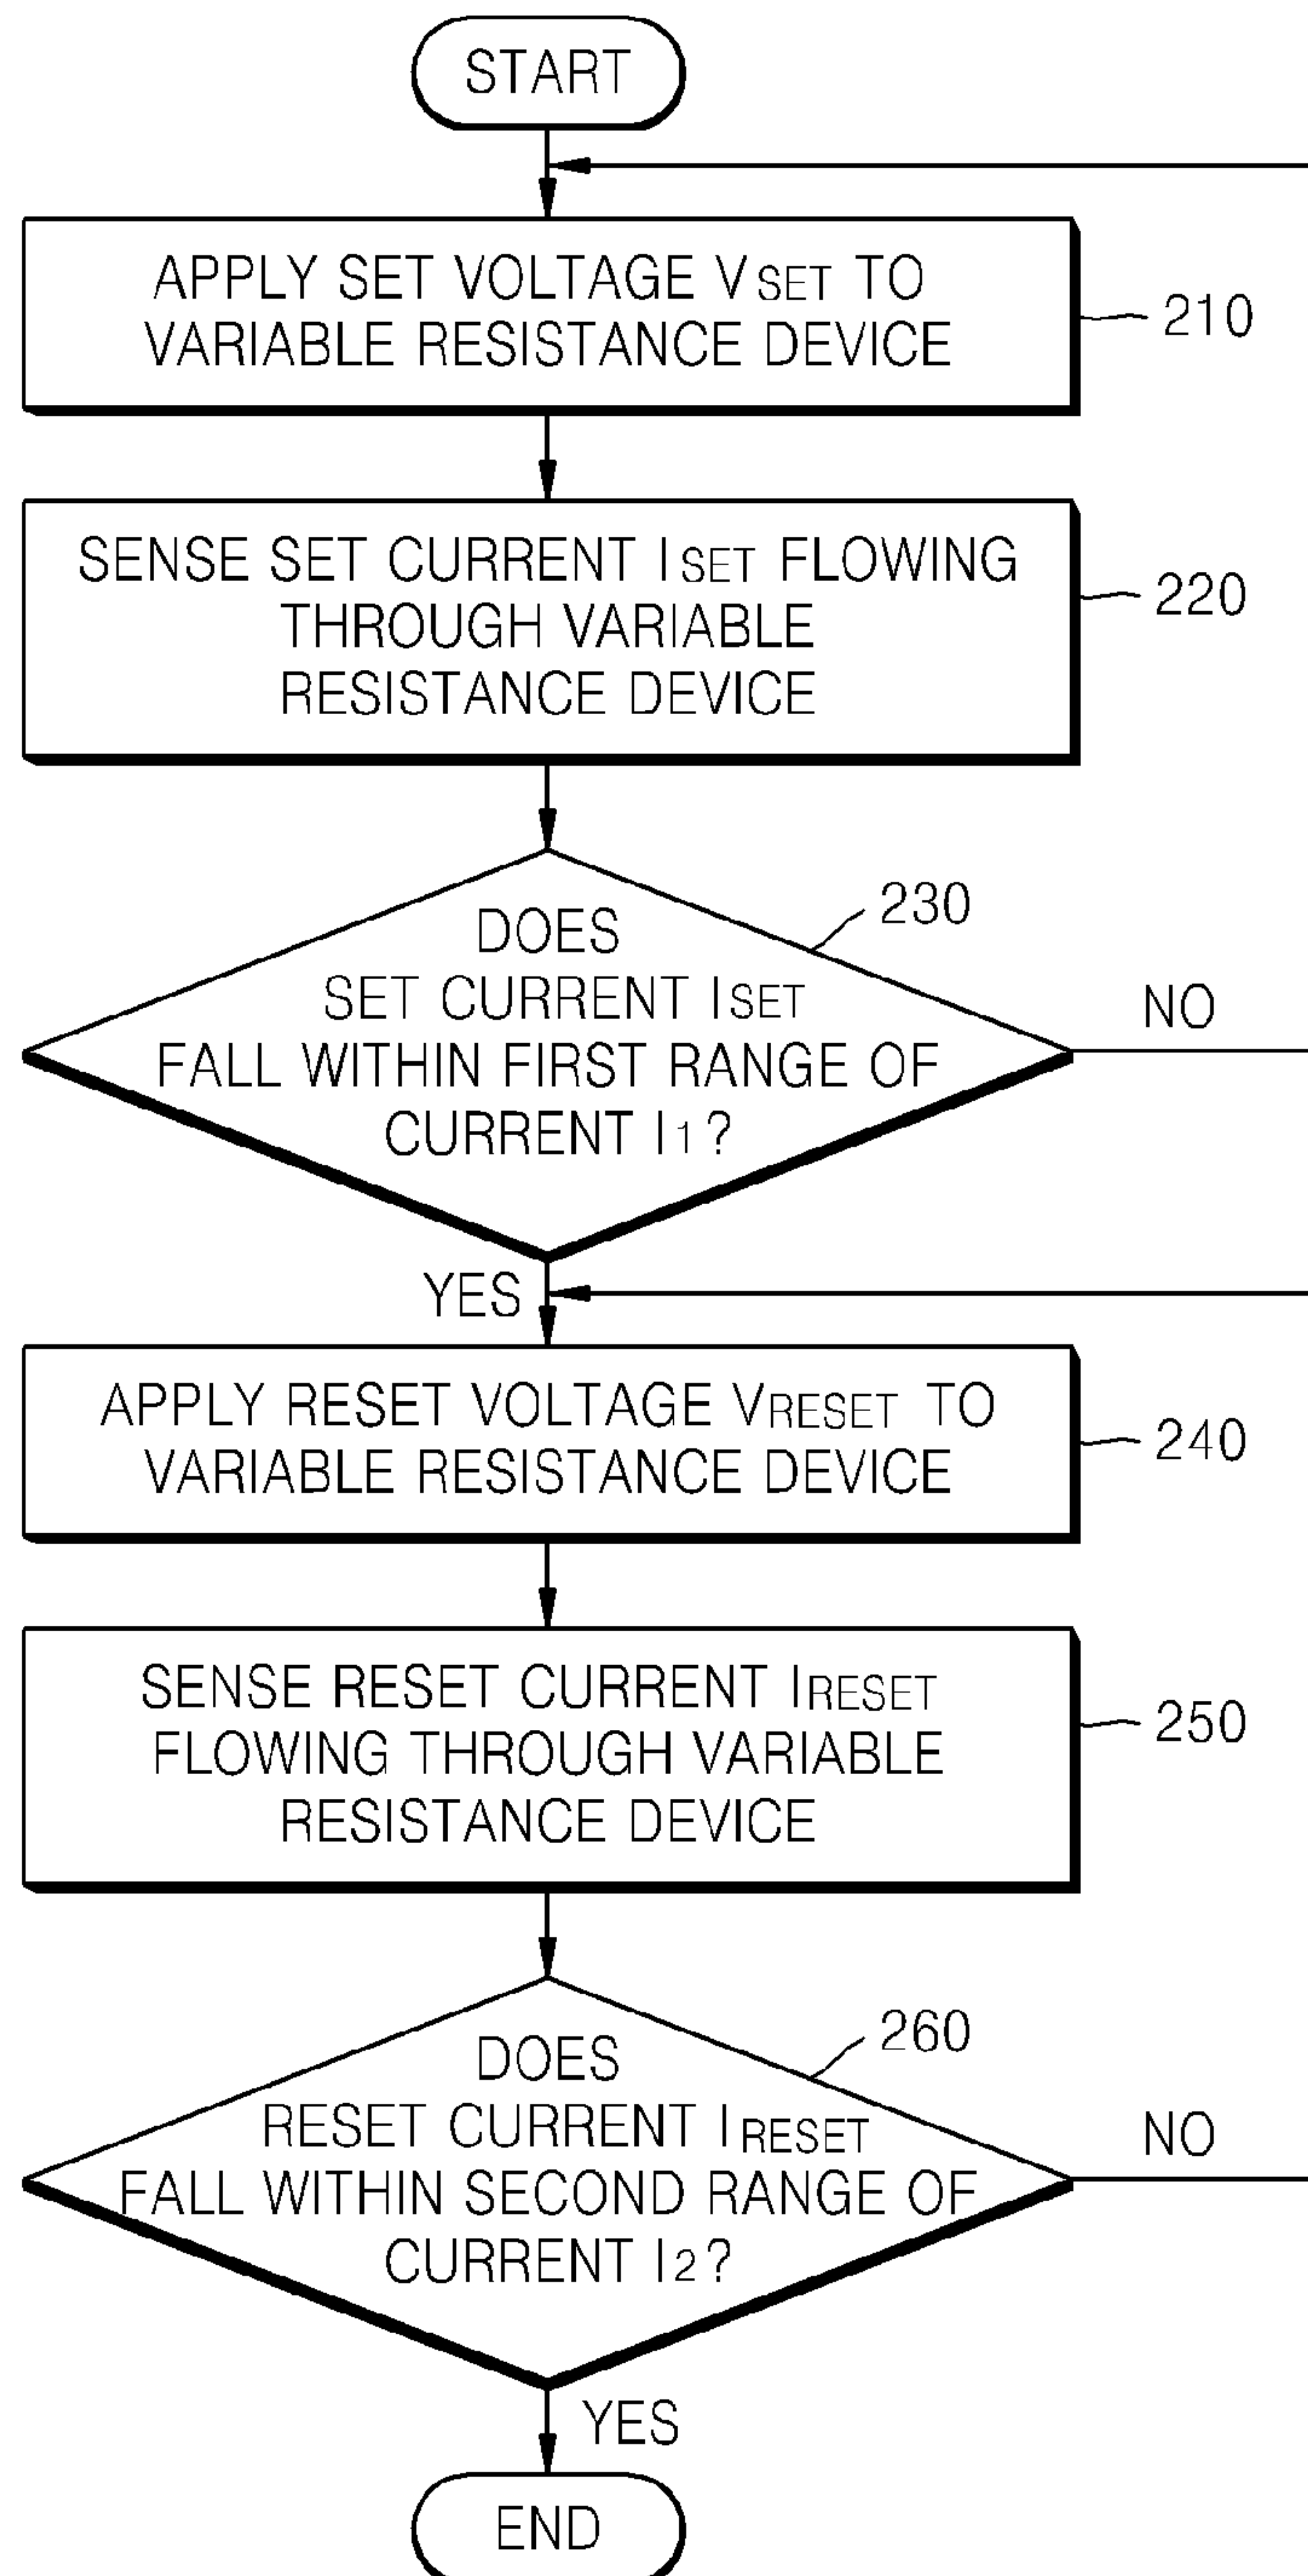 START
APPLY SET VOLTAGE VSET TO
VARIABLE RESISTANCE DEVICE
210
SENSE SET CURRENT ISET FLOWING
THROUGH VARIABLE
RESISTANCE DEVICE
220
DOES
SET CURRENT ISET
FALL WITHIN FIRST RANGE OF
CURRENT I1?
230
NO
YES
APPLY RESET VOLTAGE VRESET TO
VARIABLE RESISTANCE DEVICE
240
SENSE RESET CURRENT IRESET
FLOWING THROUGH VARIABLE
RESISTANCE DEVICE
250
DOES
RESET CURRENT IRESET
FALL WITHIN SECOND RANGE OF
CURRENT I2?
260
NO
YES
END